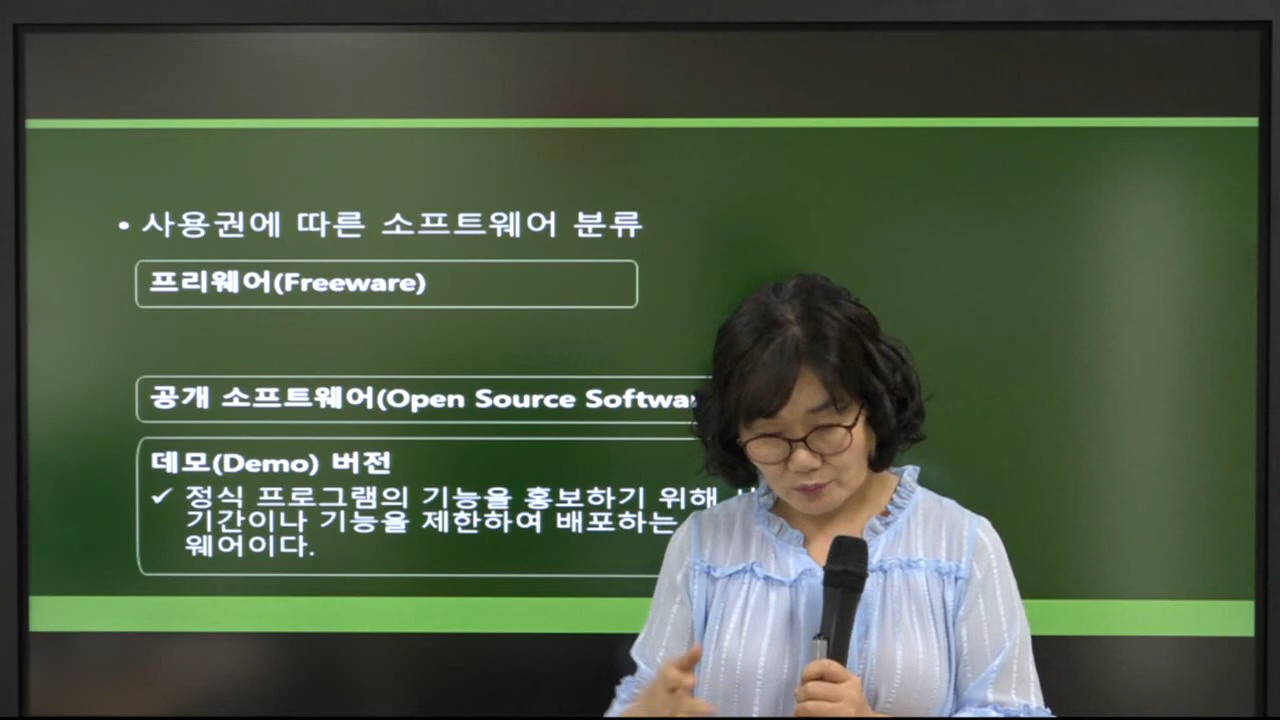 • 사용권에 따른 소프트웨어 분류
프리웨어(Freeware)
공개 소프트웨어(Open Source
데모(Demo) 버전
✓ 정식 프로그램의 기능을 홍보하기 위해
기간이나 기능을 제한하여 배포하는
웨어이다.